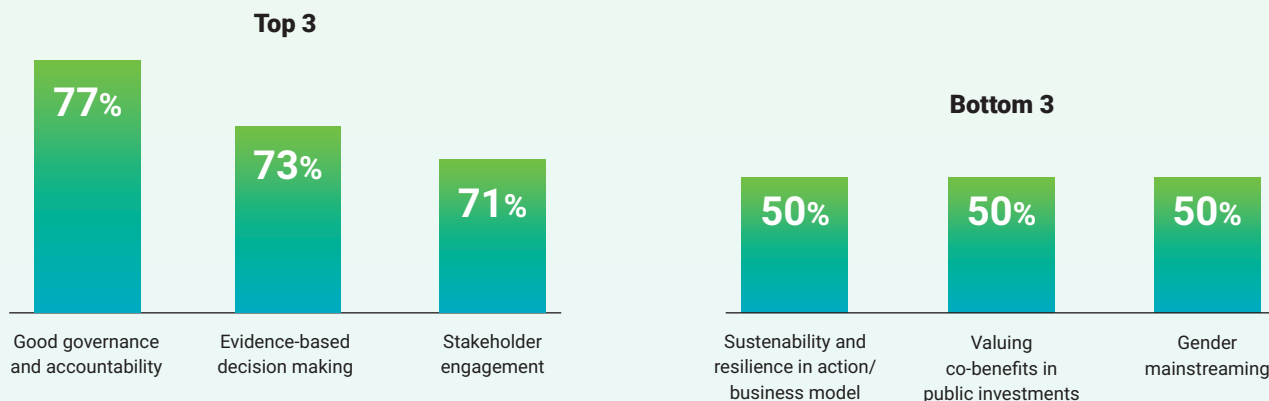 Top 3
77%
73%
71%
Good governance
and accountability
Evidence-based
decision making
Stakeholder
engagement
Bottom 3
50%
50%
50%
Sustenability and
resilience in action/
business model
Valuing
co-benefits in
public investments
Gender
mainstreaming